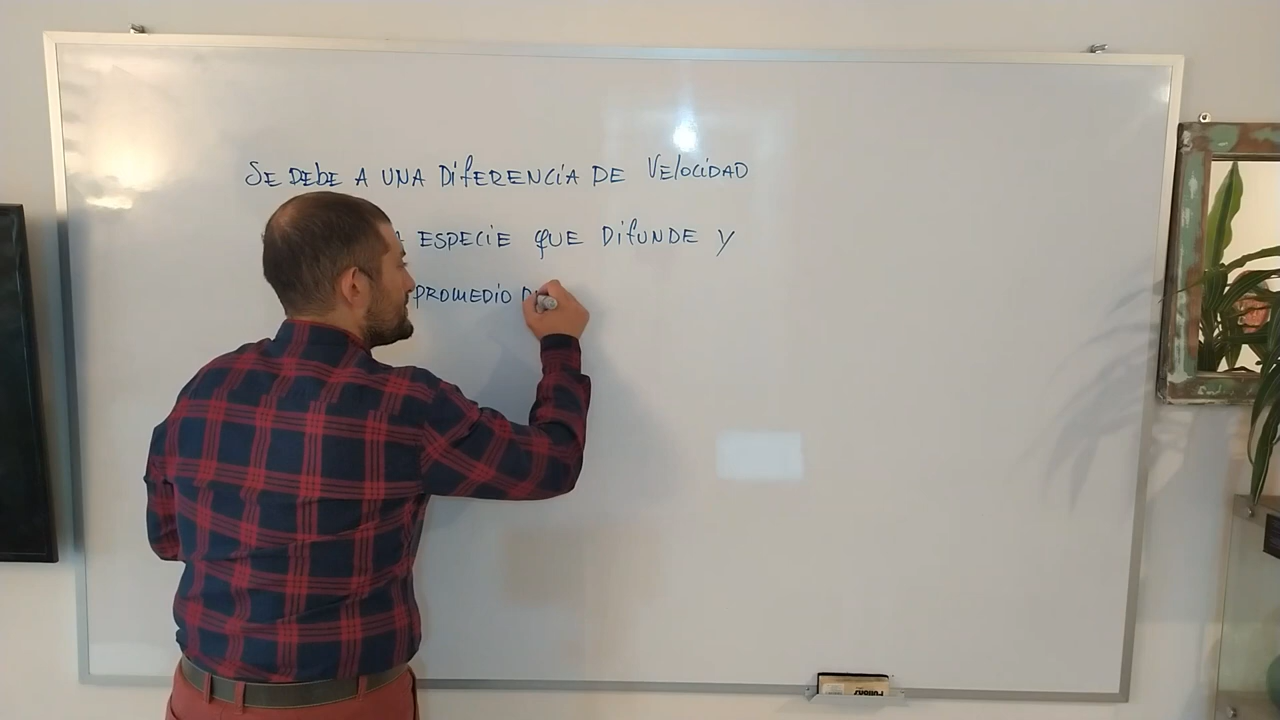 SE DEBE A UNA DIFERENCIA DE VELOCIDAD
ESPECIE QUE DIFUNDE Y
PROMEDIO